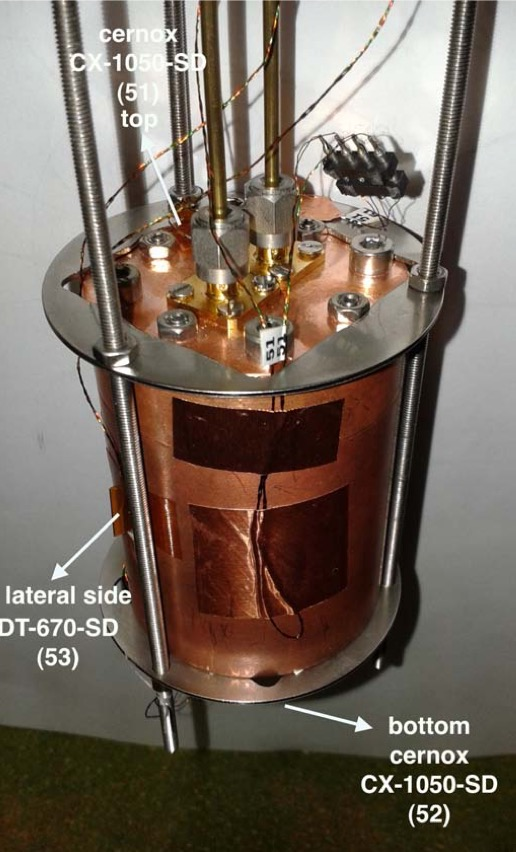 cernox
CX-1050-SD
(51)
top
51
51
lateral side
DT-670-SD
(53)
bottom
cernox
CX-1050-SD
(52)